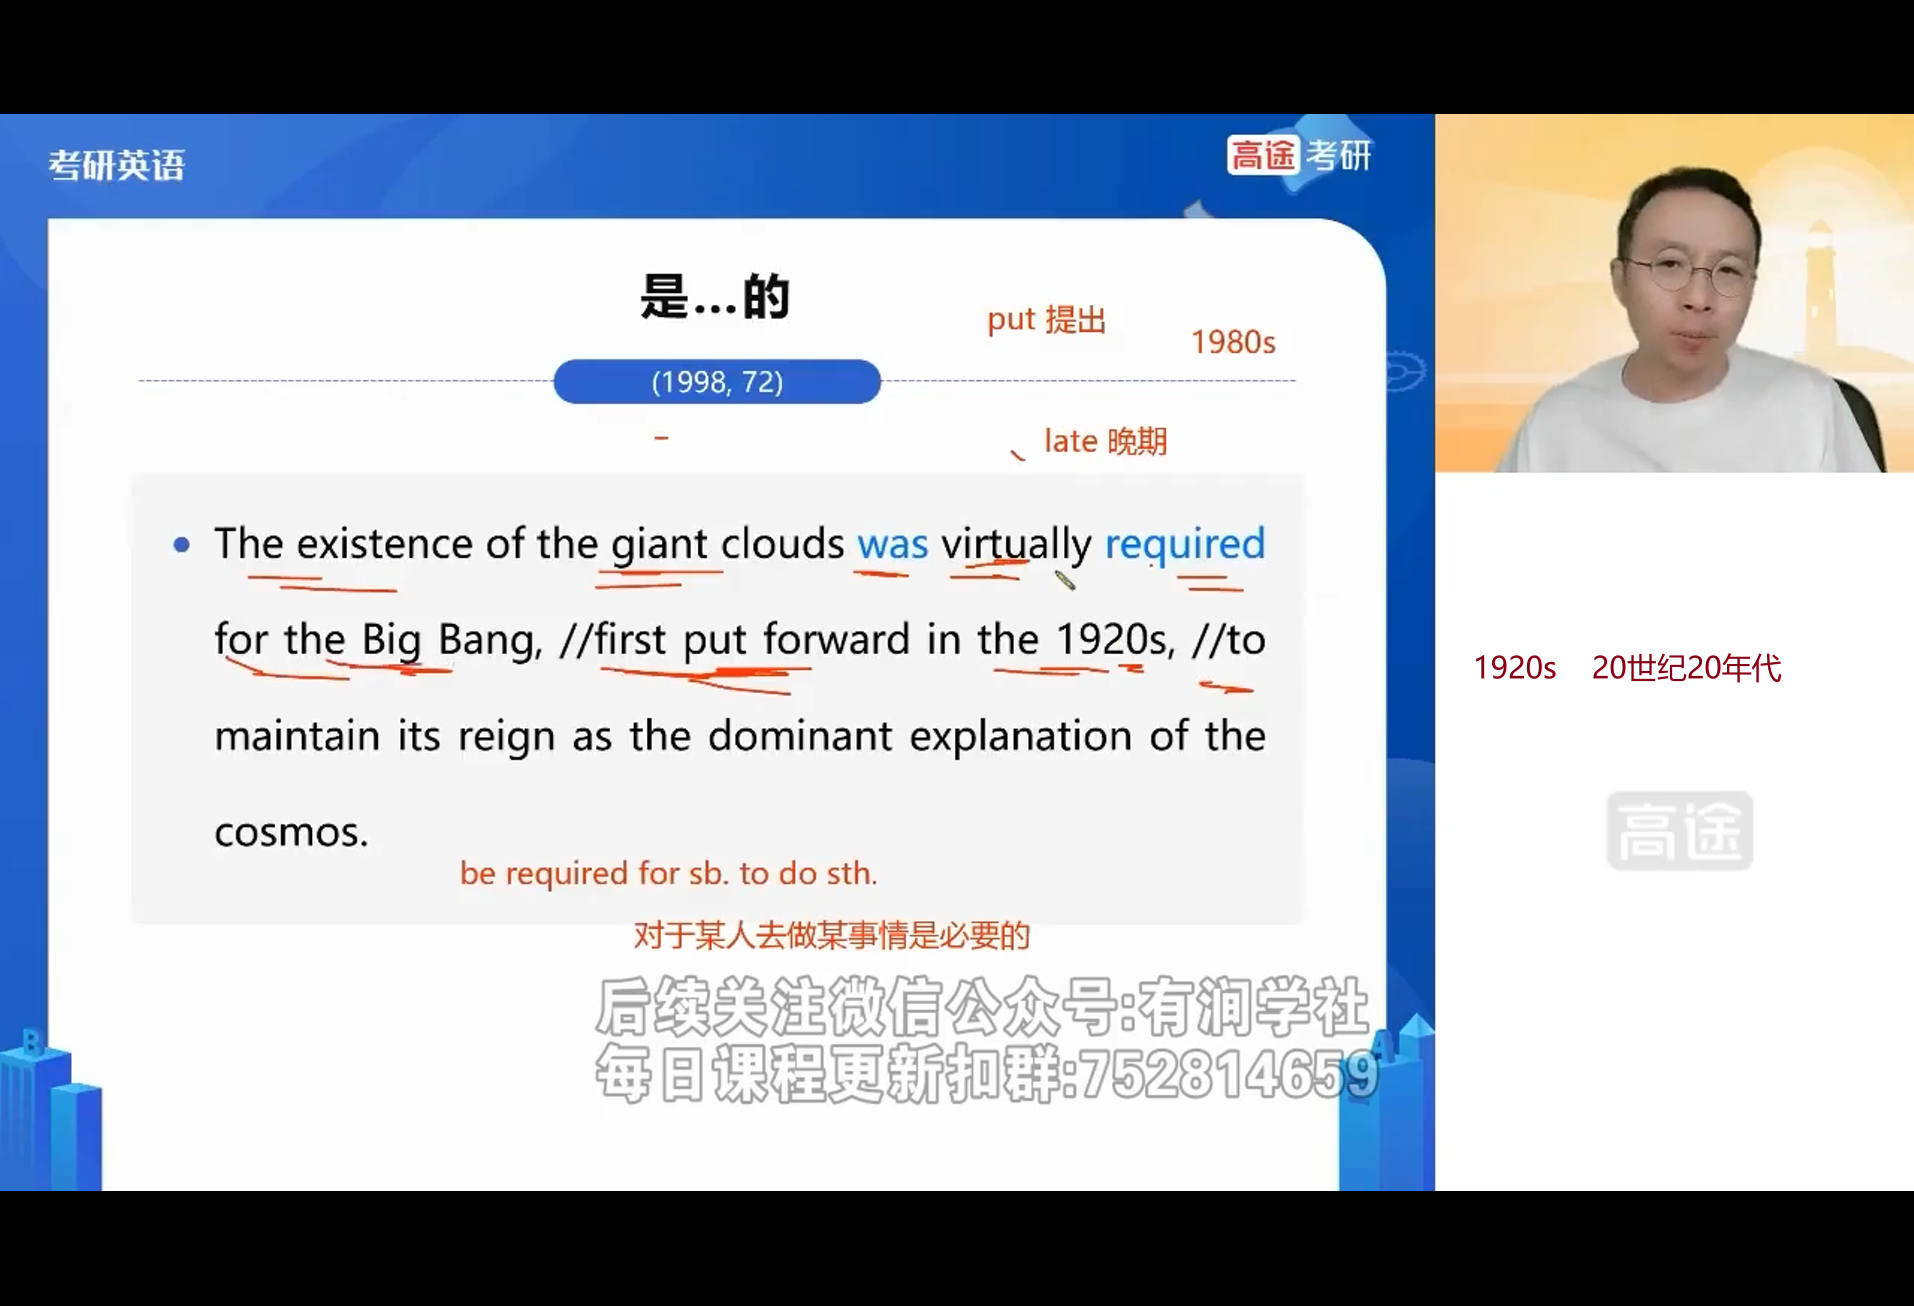 考研英语
高途考研
是...的
put 提出
1980s
(1998, 72)
late 晚期
• The existence of the giant clouds was virtually required
for the Big Bang, //first put forward in the 1920s, //to
maintain its reign as the dominant explanation of the
cosmos.
be required for sb. to do sth.
对于某人去做某事情是必要的
1920s 20世纪20年代
高途
后续关注微信公众号:有润学社
每日课程更新扣群:752814659
B
A